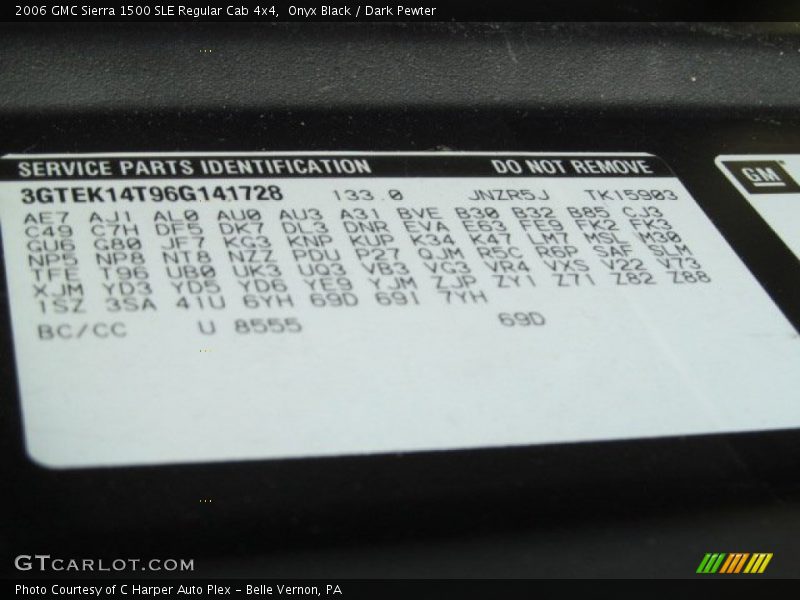 2006 GMC Sierra 1500 SLE Regular Cab 4x4,  Onyx Black / Dark Pewter
SERVICE PARTS IDENTIFICATION DO NOT REMOVE
GM
3GTEK14T96G141728 133.0 JNZR5J TK15903
AE7 AJ1 AL0 AU0 AU3 A31 BVE B30 B32 B85 CJ3
C49 C7H DF5 DK7 DL3 DNR EVA E63 FE9 FK2 FK3
GU6 G80 JF7 KG3 KNP KUP K34 K47 LM7 MSL M30
NP5 NP8 NT8 NZZ PDU P27 QJM R5C R6P SAF SLM
TFE T96 UB0 UK3 UQ3 VB3 VG3 VR4 VXS V22 V73
XJM YD3 YD5 YD6 YE9 YJM ZJP ZY1 Z71 Z82 Z88
1SZ 3SA 41U 6YH 69D 691 7YH
BC/CC U 8555 69D
GTCARLOT.COM
Photo Courtesy of C Harper Auto Plex - Belle Vernon, PA